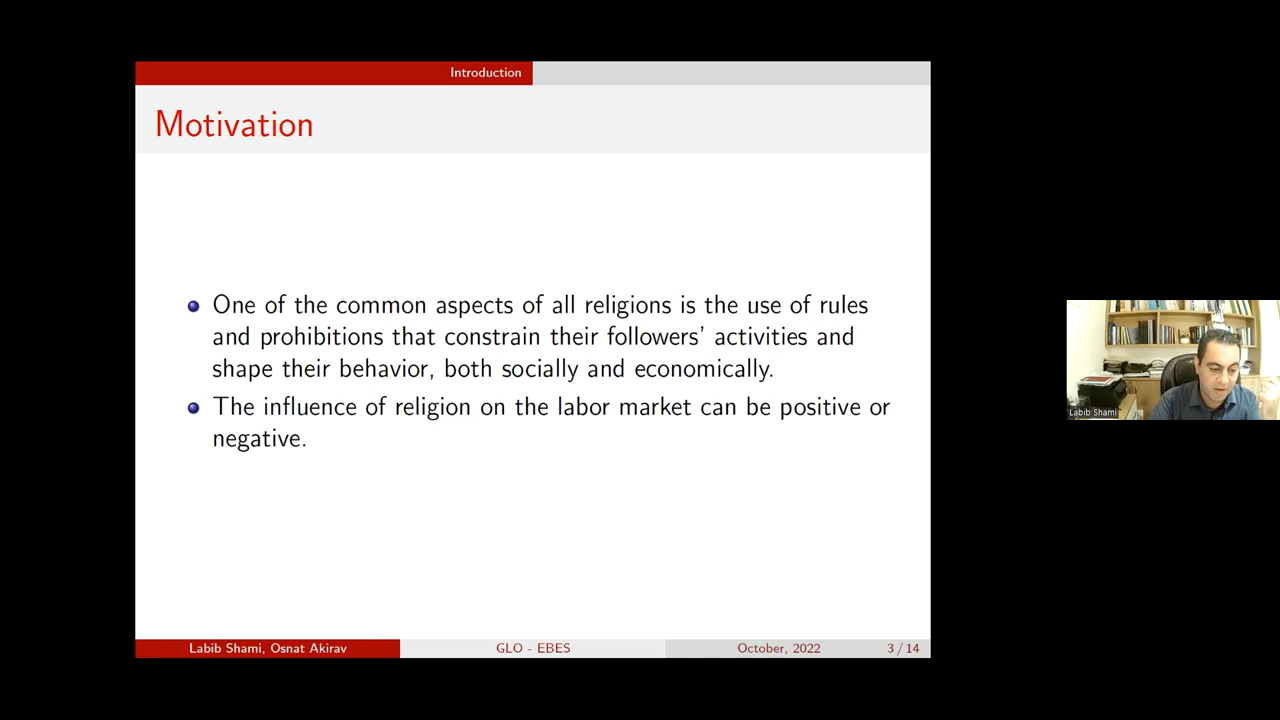 Introduction
Motivation
One of the common aspects of all religions is the use of rules
and prohibitions that constrain their followers' activities and
shape their behavior, both socially and economically.
The influence of religion on the labor market can be positive or
negative.
Labib Shami, Osnat Akirav
GLO - EBES
October, 2022
3 / 14
Labib Shami